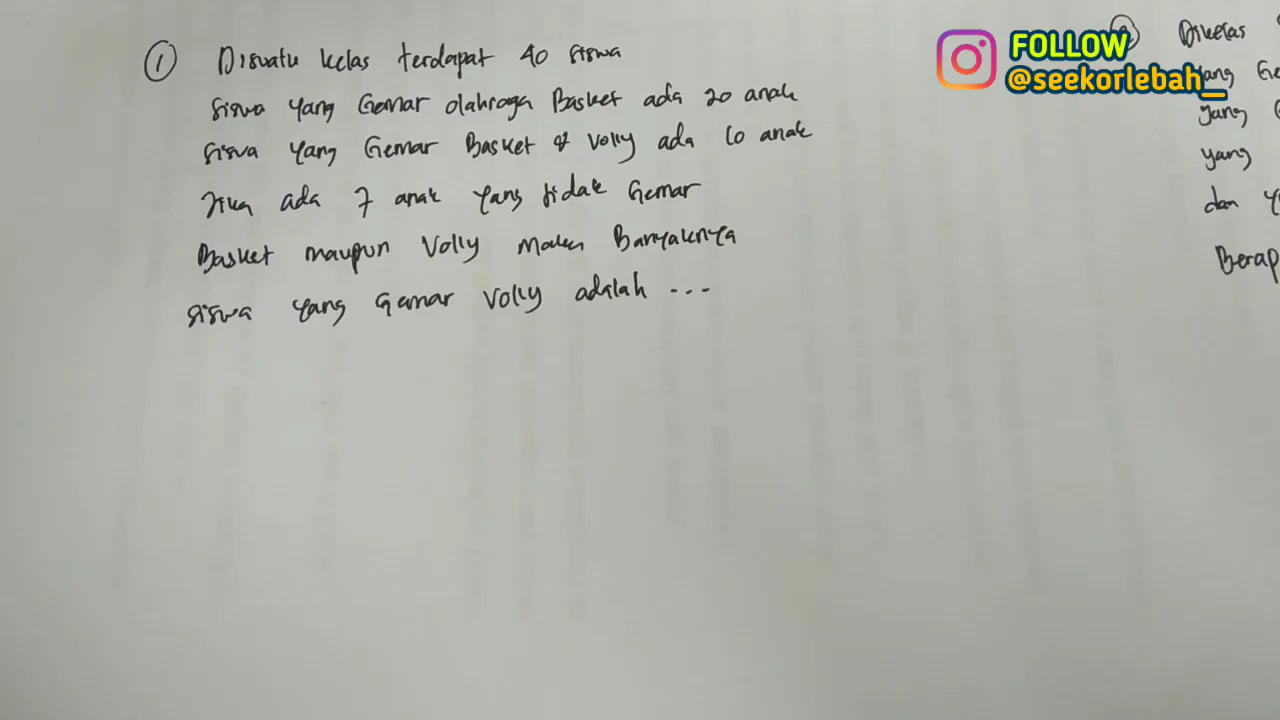 ① Disuatu kelas terdapat 40 siswa
siswa yang Gemar olahraga Basket ada 20 anak
siswa yang Gemar Basket & Volly ada 10 anak
Jika ada 7 anak yang tidak Gemar
Basket maupun Volly maka Banyaknya
siswa yang Gemar Volly adalah ...
FOLLOW
@seekorlebah_
Dikelas
yang Ge
yang
yang
dan Y
Berap